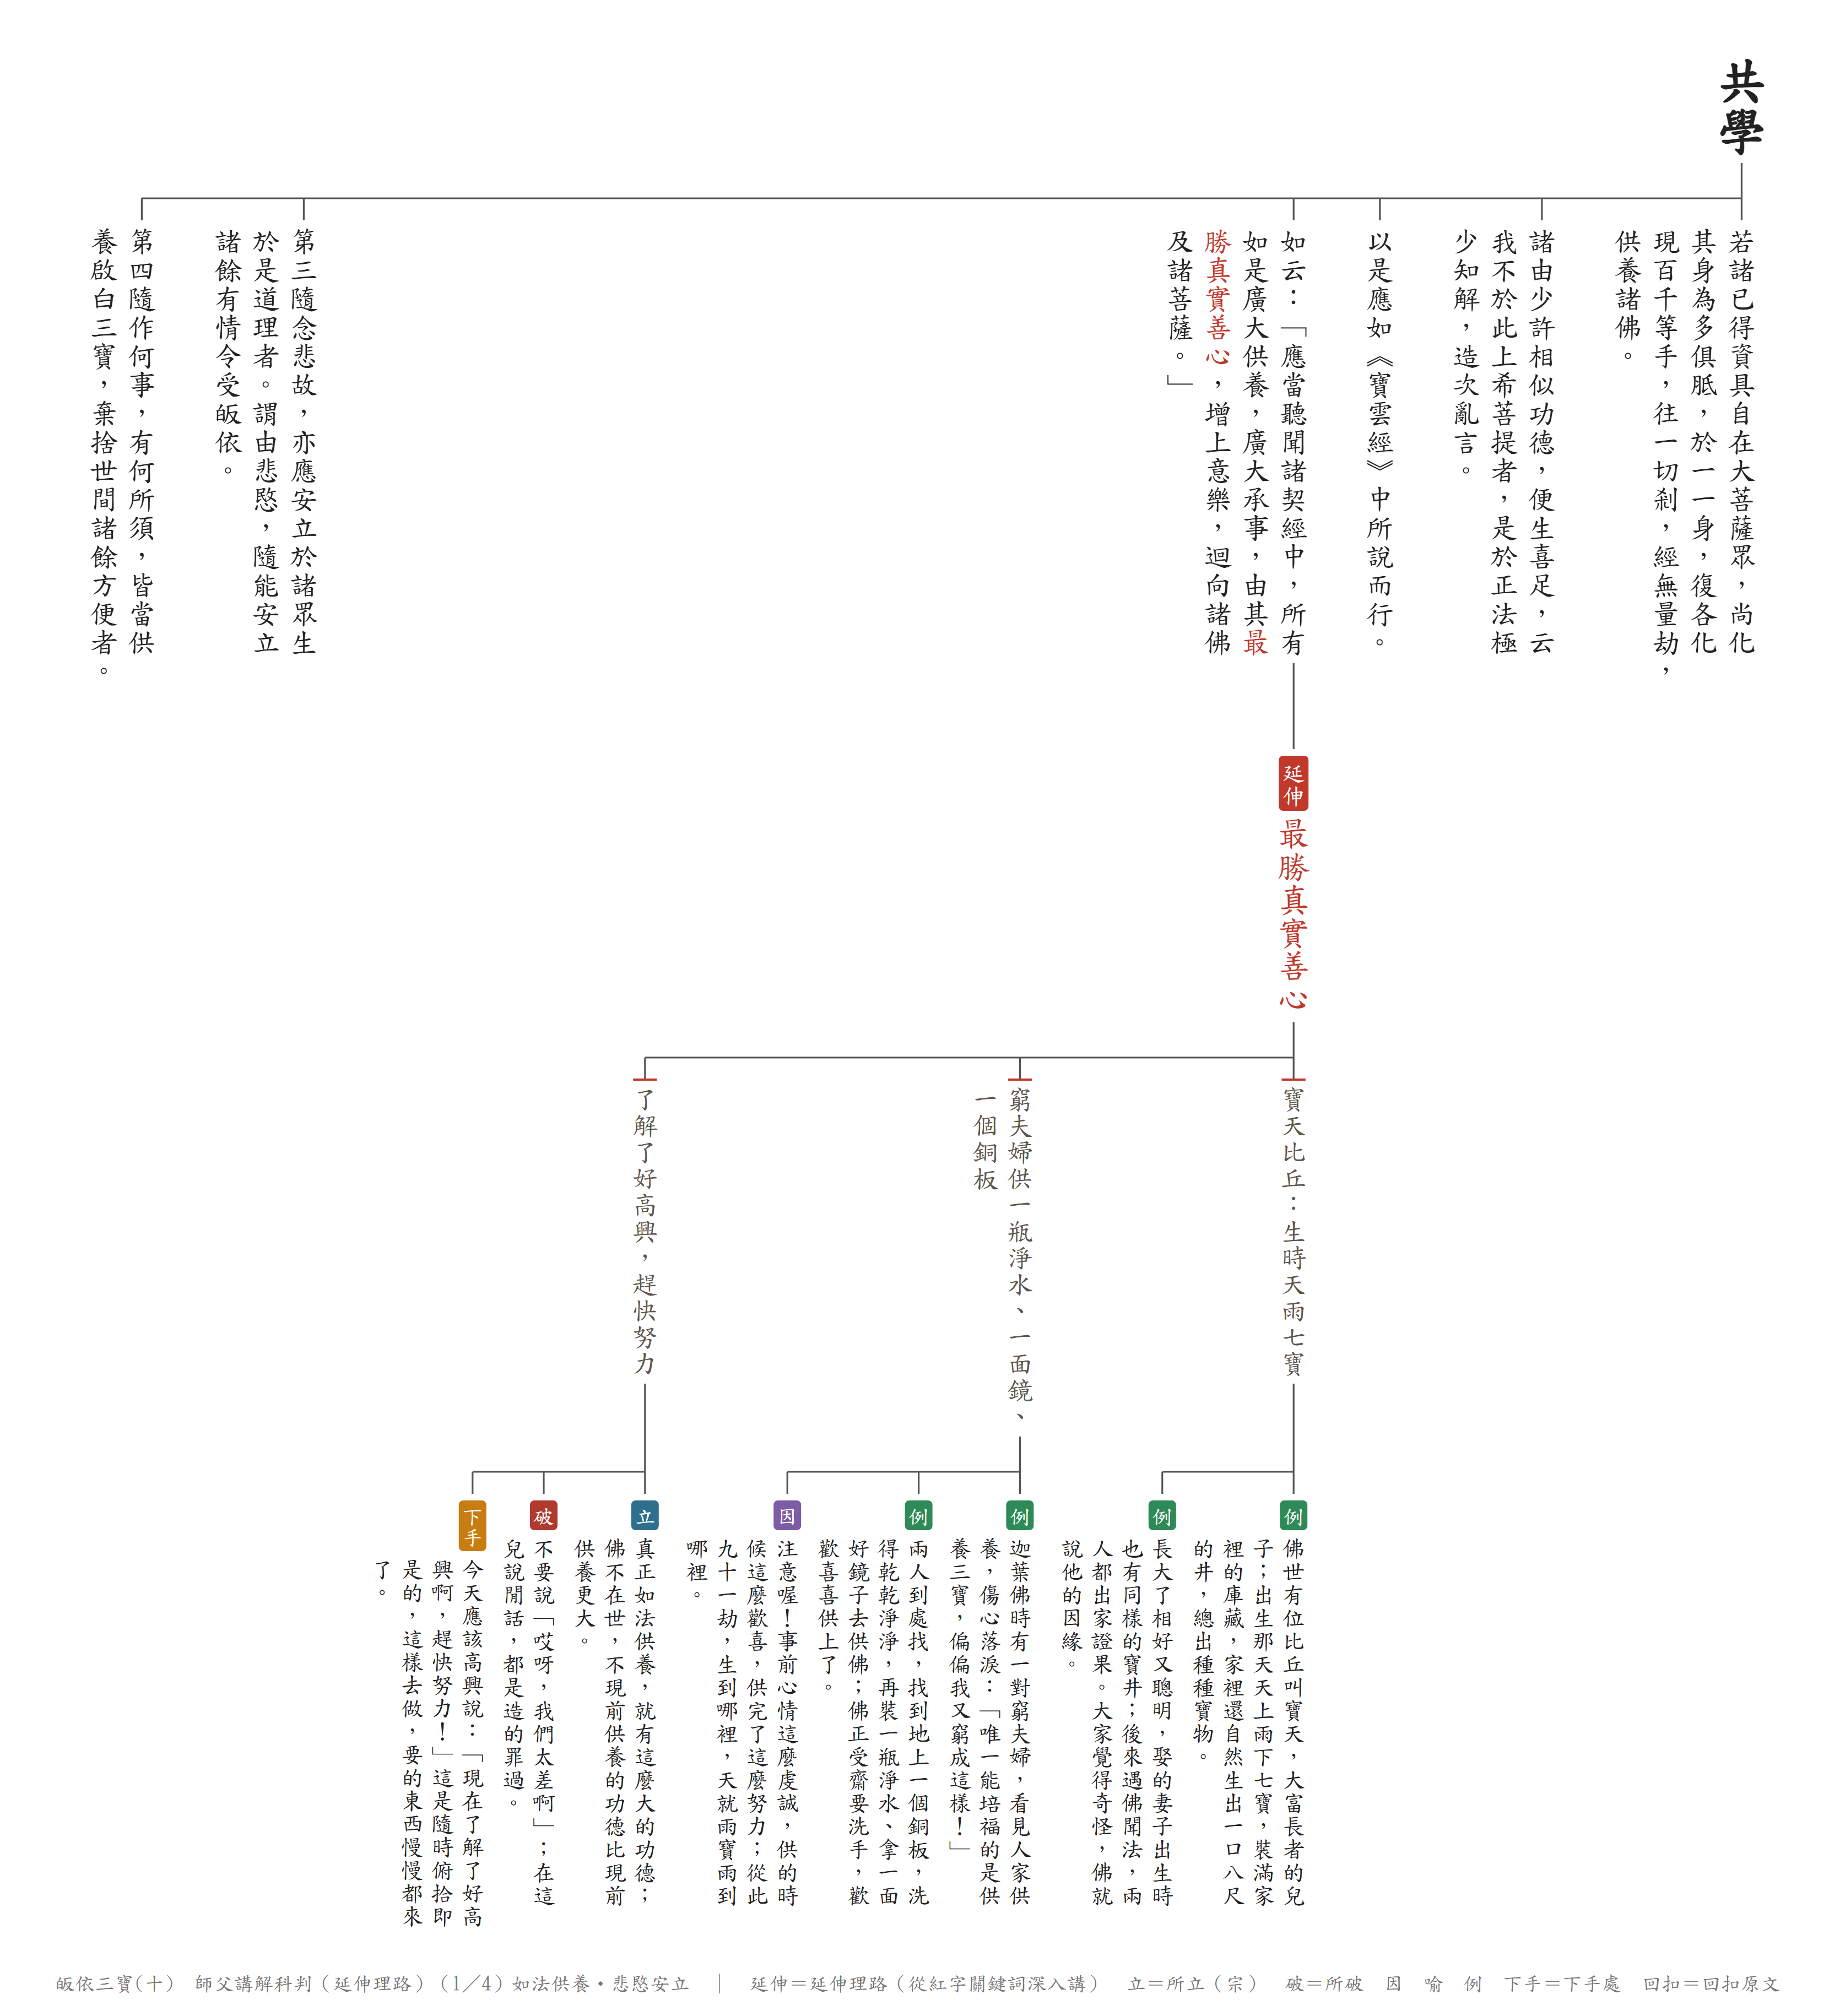 共學
若諸已得資具自在大菩薩眾，尚化
其身為多俱胝，於一一身，復各化
現百千等手，往一切剎，經無量劫，
供養諸佛。
諸由少許相似功德，便生喜足，云
我不於此上希菩提者，是於正法極
少知解，造次亂言。
以是應如《寶雲經》中所說而行。
如云：「應當聽聞諸契經中，所有
如是廣大供養，廣大承事，由其最
勝真實善心，增上意樂，迴向諸佛
及諸菩薩。」
第三隨念悲故，亦應安立於諸眾生
於是道理者。謂由悲愍，隨能安立
諸餘有情令受皈依。
第四隨作何事，有何所須，皆當供
養啟白三寶，棄捨世間諸餘方便者。
延伸
最勝真實善心
寶天比丘：生時天雨七寶
窮夫婦供一瓶淨水、一面鏡、
一個銅板
了解了好高興，趕快努力
例
佛世有位比丘叫寶天，大富長者的兒
子；出生那天天上雨下七寶，裝滿家
裡的庫藏，家裡還自然生出一口八尺
的井，總出種種寶物。
例
長大了相好又聰明，娶的妻子出生時
也有同樣的寶井；後來遇佛聞法，兩
人都出家證果。大家覺得奇怪，佛就
說他的因緣。
例
迦葉佛時有一對窮夫婦，看見人家供
養，傷心落淚：「唯一能培福的是供
養三寶，偏偏我又窮成這樣！」
例
兩人到處找，找到地上一個銅板，洗
得乾乾淨淨，再裝一瓶淨水、拿一面
好鏡子去供佛；佛正受齋要洗手，歡
歡喜喜供上了。
因
注意喔！事前心情這麼虔誠，供的時
候這麼歡喜，供完了這麼努力；從此
九十一劫，生到哪裡，天就雨寶雨到
哪裡。
立
真正如法供養，就有這麼大的功德；
佛不在世，不現前供養的功德比現前
供養更大。
破
不要說「哎呀，我們太差啊」；在這
兒說閒話，都是造的罪過。
下手
今天應該高興說：「現在了解了好高
興啊，趕快努力！」這是隨時俯拾即
是的，這樣去做，要的東西慢慢都來
了。
皈依三寶（十）　師父講解科判（延伸理路）（1／4）如法供養・悲愍安立　｜　延伸＝延伸理路（從紅字關鍵詞深入講）　立＝所立（宗）　破＝所破　因　喻　例　下手＝下手處　回扣＝回扣原文